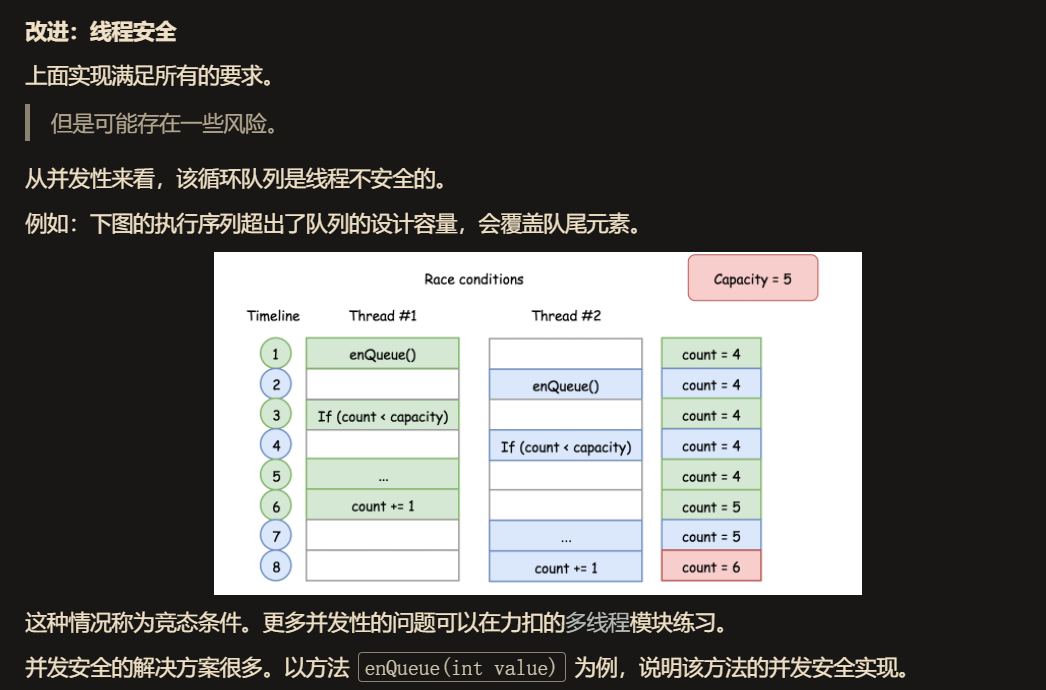 改进：线程安全
上面实现满足所有的要求。
但是可能存在一些风险。
从并发性来看，该循环队列是线程不安全的。
例如：下图的执行序列超出了队列的设计容量，会覆盖队尾元素。
Race conditions
Capacity = 5
Timeline Thread #1 Thread #2
1 enQueue() count = 4
2 enQueue() count = 4
3 If (count < capacity) count = 4
4 If (count < capacity) count = 4
5 ... count = 4
6 count += 1 count = 5
7 ... count = 5
8 count += 1 count = 6
这种情况称为竞态条件。更多并发性的问题可以在力扣的多线程模块练习。
并发安全的解决方案很多。以方法 enQueue(int value) 为例，说明该方法的并发安全实现。